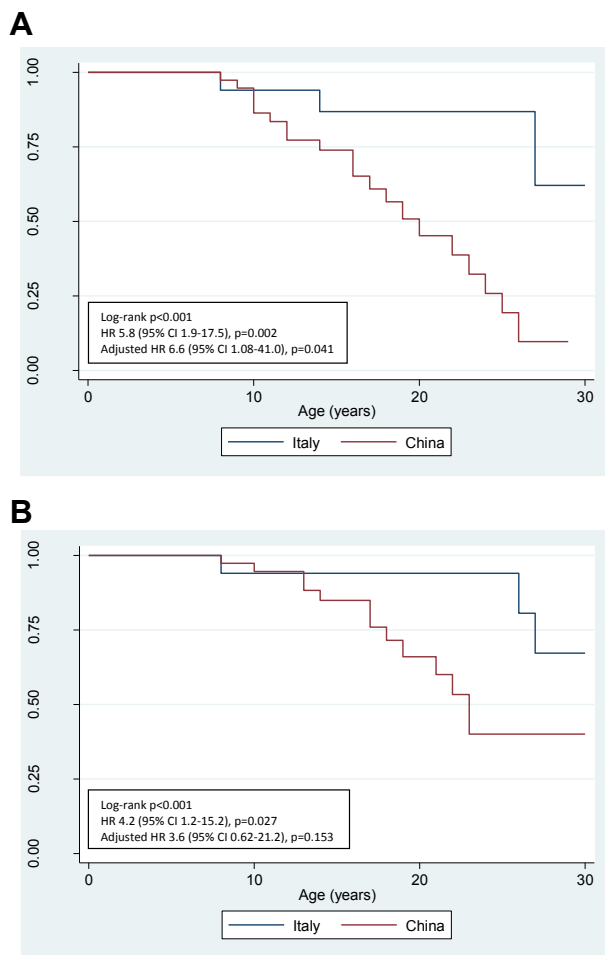 A
1.00
0.75
0.50
0.25
0.00
Log-rank p<0.001
HR 5.8 (95% CI 1.9-17.5), p=0.002
Adjusted HR 6.6 (95% CI 1.08-41.0), p=0.041
0 10 20 30
Age (years)
Italy China
B
1.00
0.75
0.50
0.25
0.00
Log-rank p<0.001
HR 4.2 (95% CI 1.2-15.2), p=0.027
Adjusted HR 3.6 (95% CI 0.62-21.2), p=0.153
0 10 20 30
Age (years)
Italy China